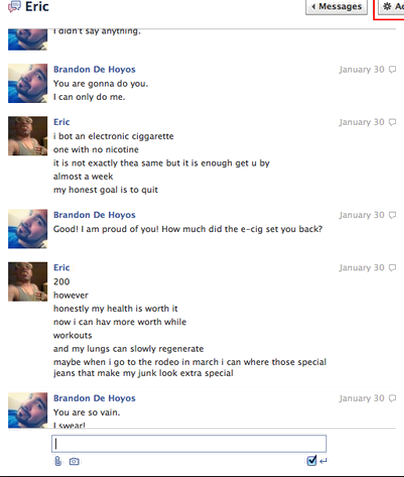 Eric
Messages
Ac
I didn't say anything.
Brandon De Hoyos
January 30
You are gonna do you.
I can only do me.
Eric
January 30
i bot an electronic ciggarette
one with no nicotine
it is not exactly thea same but it is enough get u by
almost a week
my honest goal is to quit
Brandon De Hoyos
January 30
Good! I am proud of you! How much did the e-cig set you back?
Eric
January 30
200
however
honestly my health is worth it
now i can hav more worth while
workouts
and my lungs can slowly regenerate
maybe when i go to the rodeo in march i can where those special
jeans that make my junk look extra special
Brandon De Hoyos
January 30
You are so vain.
I swear!